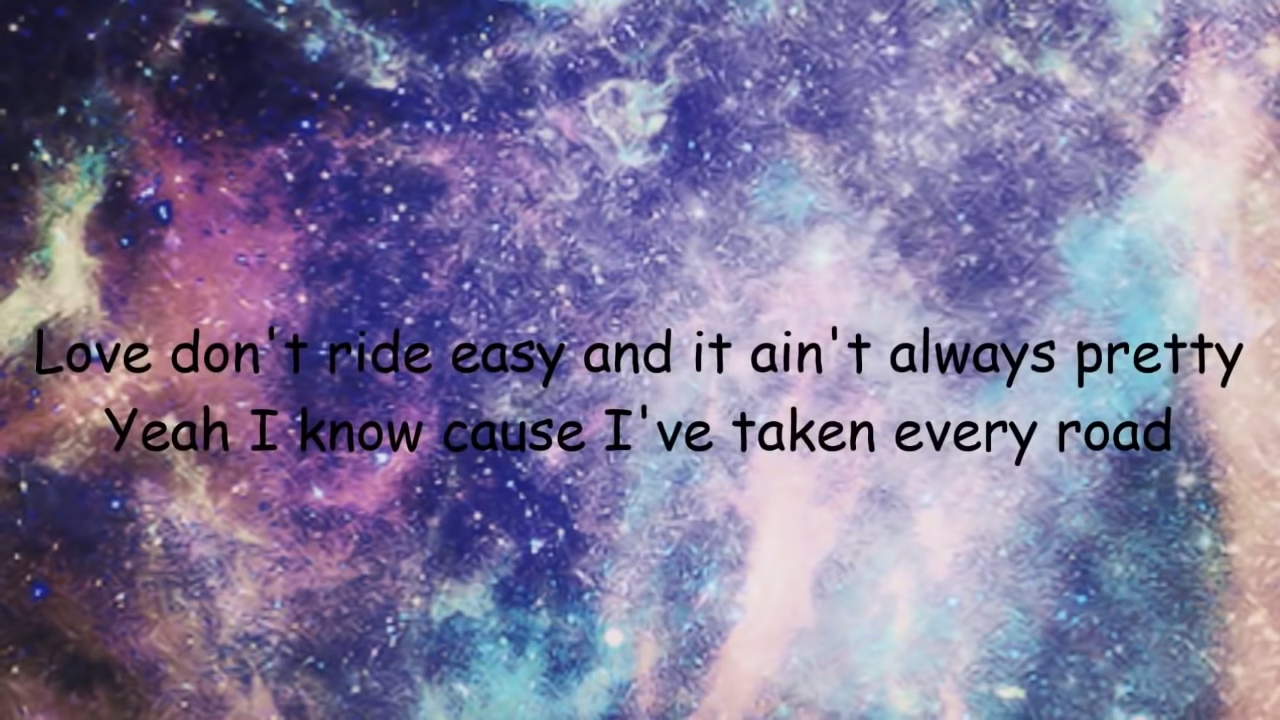 Love don't ride easy and it ain't always pretty
Yeah I know cause I've taken every road